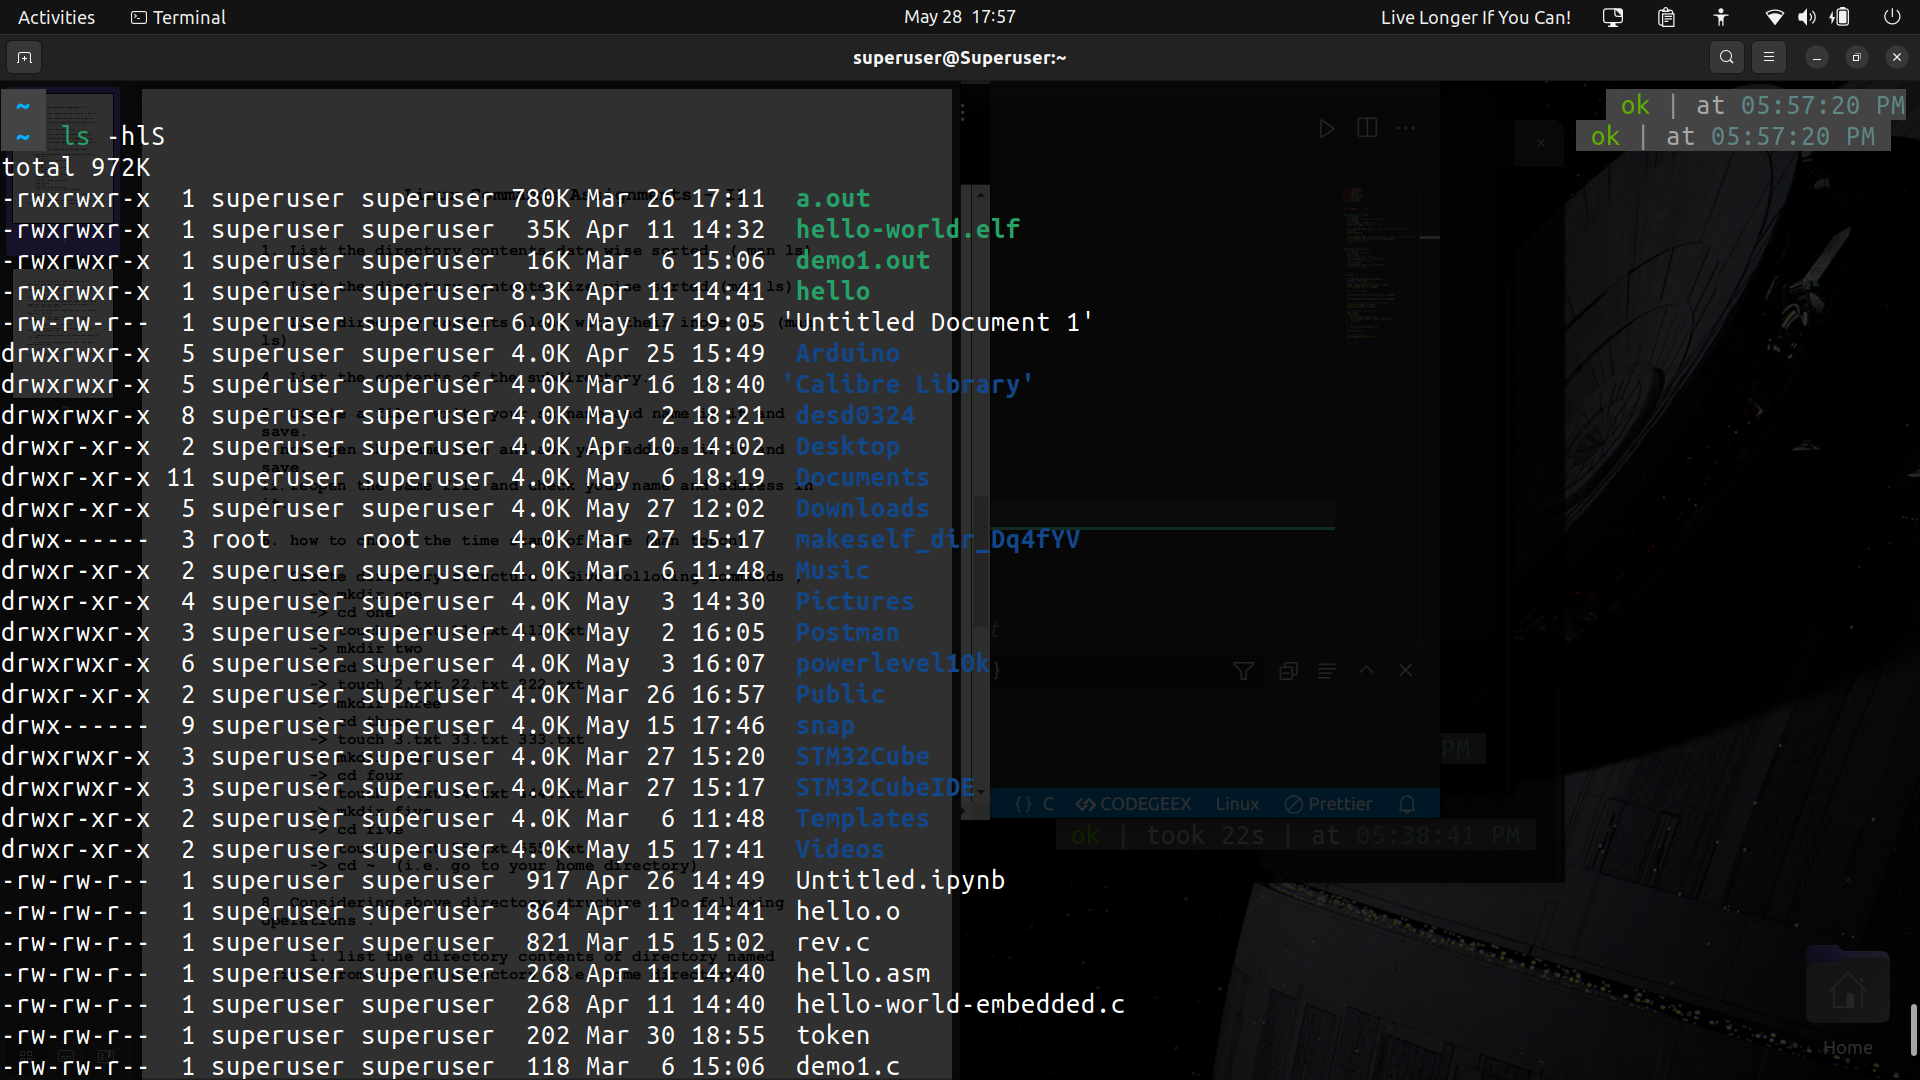 Activities Terminal May 28 17:57 Live Longer If You Can!
superuser@Superuser:~
~ ok | at 05:57:20 PM
~ ls -hlS ok | at 05:57:20 PM
total 972K
-rwxrwxr-x 1 superuser superuser 780K Mar 26 17:11 a.out
-rwxrwxr-x 1 superuser superuser 35K Apr 11 14:32 hello-world.elf
-rwxrwxr-x 1 superuser superuser 16K Mar 6 15:06 demo1.out
-rwxrwxr-x 1 superuser superuser 8.3K Apr 11 14:41 hello
-rw-rw-r-- 1 superuser superuser 6.0K May 17 19:05 'Untitled Document 1'
drwxrwxr-x 5 superuser superuser 4.0K Apr 25 15:49 Arduino
drwxrwxr-x 5 superuser superuser 4.0K Mar 16 18:40 'Calibre Library'
drwxrwxr-x 8 superuser superuser 4.0K May 2 18:21 desd0324
drwxr-xr-x 2 superuser superuser 4.0K Apr 10 14:02 Desktop
drwxr-xr-x 11 superuser superuser 4.0K May 6 18:19 Documents
drwxr-xr-x 5 superuser superuser 4.0K May 27 12:02 Downloads
drwx------ 3 root root 4.0K Mar 27 15:17 makeself_dir_Dq4fYV
drwxr-xr-x 2 superuser superuser 4.0K Mar 6 11:48 Music
drwxr-xr-x 4 superuser superuser 4.0K May 3 14:30 Pictures
drwxrwxr-x 3 superuser superuser 4.0K May 2 16:05 Postman
drwxrwxr-x 6 superuser superuser 4.0K May 3 16:07 powerlevel10k
drwxr-xr-x 2 superuser superuser 4.0K Mar 26 16:57 Public
drwx------ 9 superuser superuser 4.0K May 15 17:46 snap
drwxrwxr-x 3 superuser superuser 4.0K Mar 27 15:20 STM32Cube
drwxrwxr-x 3 superuser superuser 4.0K Mar 27 15:17 STM32CubeIDE
drwxr-xr-x 2 superuser superuser 4.0K Mar 6 11:48 Templates
drwxr-xr-x 2 superuser superuser 4.0K May 15 17:41 Videos
-rw-rw-r-- 1 superuser superuser 917 Apr 26 14:49 Untitled.ipynb
-rw-rw-r-- 1 superuser superuser 864 Apr 11 14:41 hello.o
-rw-rw-r-- 1 superuser superuser 821 Mar 15 15:02 rev.c
-rw-rw-r-- 1 superuser superuser 268 Apr 11 14:40 hello.asm
-rw-rw-r-- 1 superuser superuser 268 Apr 11 14:40 hello-world-embedded.c
-rw-rw-r-- 1 superuser superuser 202 Mar 30 18:55 token
-rw-rw-r-- 1 superuser superuser 118 Mar 6 15:06 demo1.c
PM
{} C CODEGEEX Linux Prettier
ok | took 22s | at 05:38:41 PM
Home